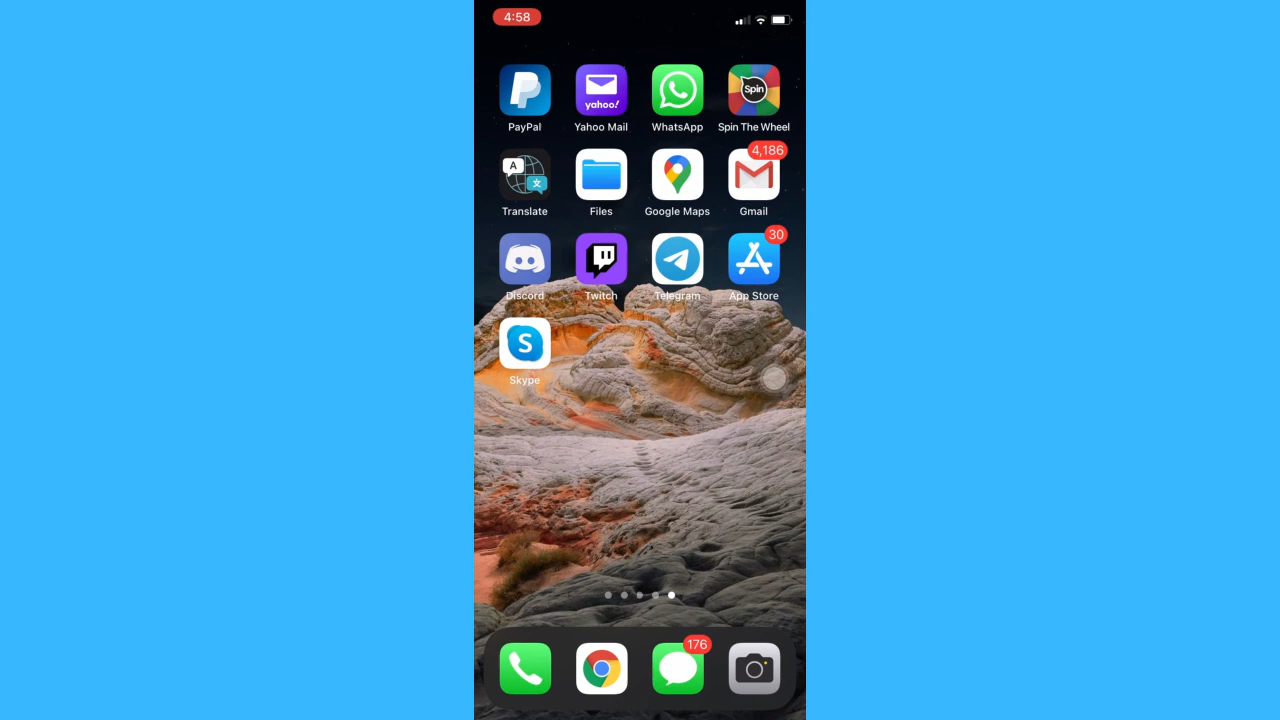 4:58
yahoo!
Spin
PayPal Yahoo Mail WhatsApp Spin The Wheel
4,186
A
文
Translate Files Google Maps Gmail
30
Discord Twitch Telegram App Store
S
Skype
176